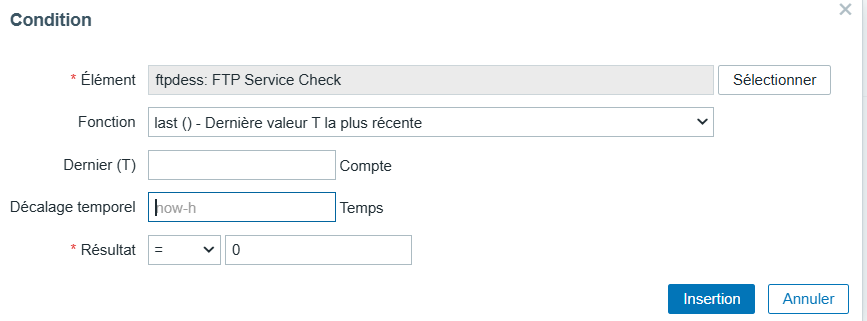 Condition
* Élément ftpdess: FTP Service Check Sélectionner
Fonction last () - Dernière valeur T la plus récente
Dernier (T) Compte
Décalage temporel now-h Temps
* Résultat = 0
Insertion Annuler